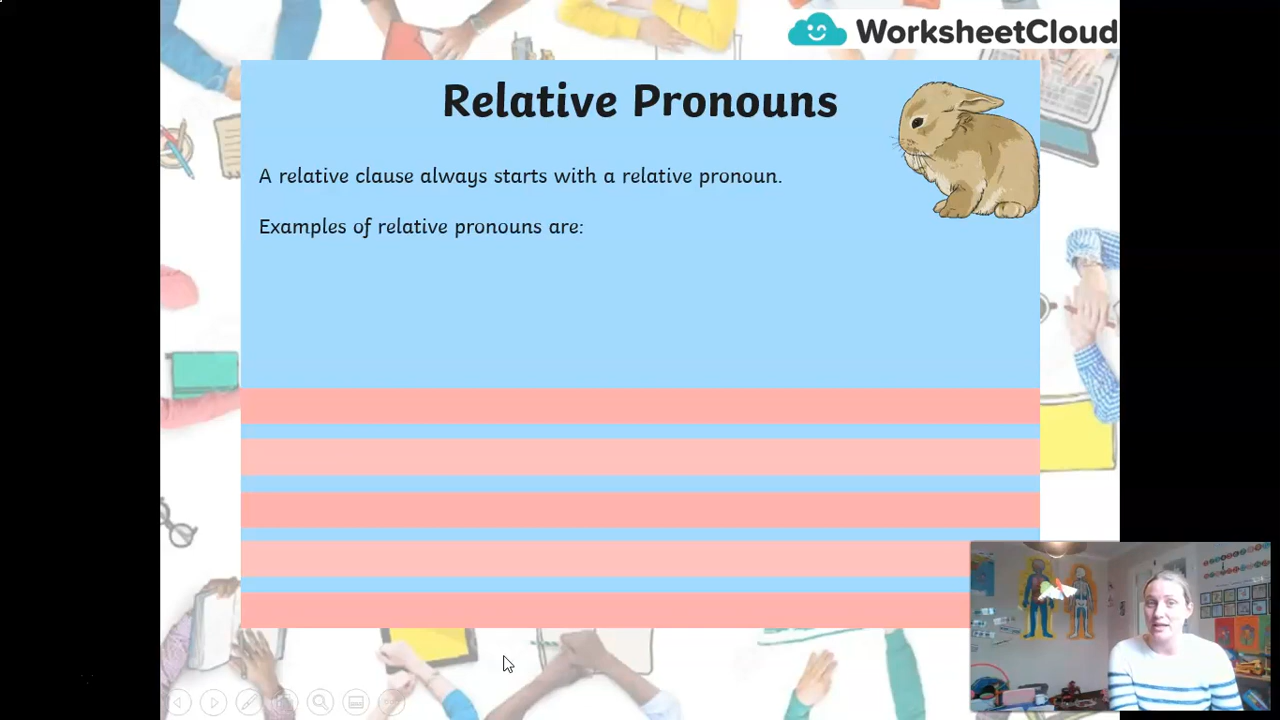 WorksheetCloud
Relative Pronouns
A relative clause always starts with a relative pronoun.
Examples of relative pronouns are: